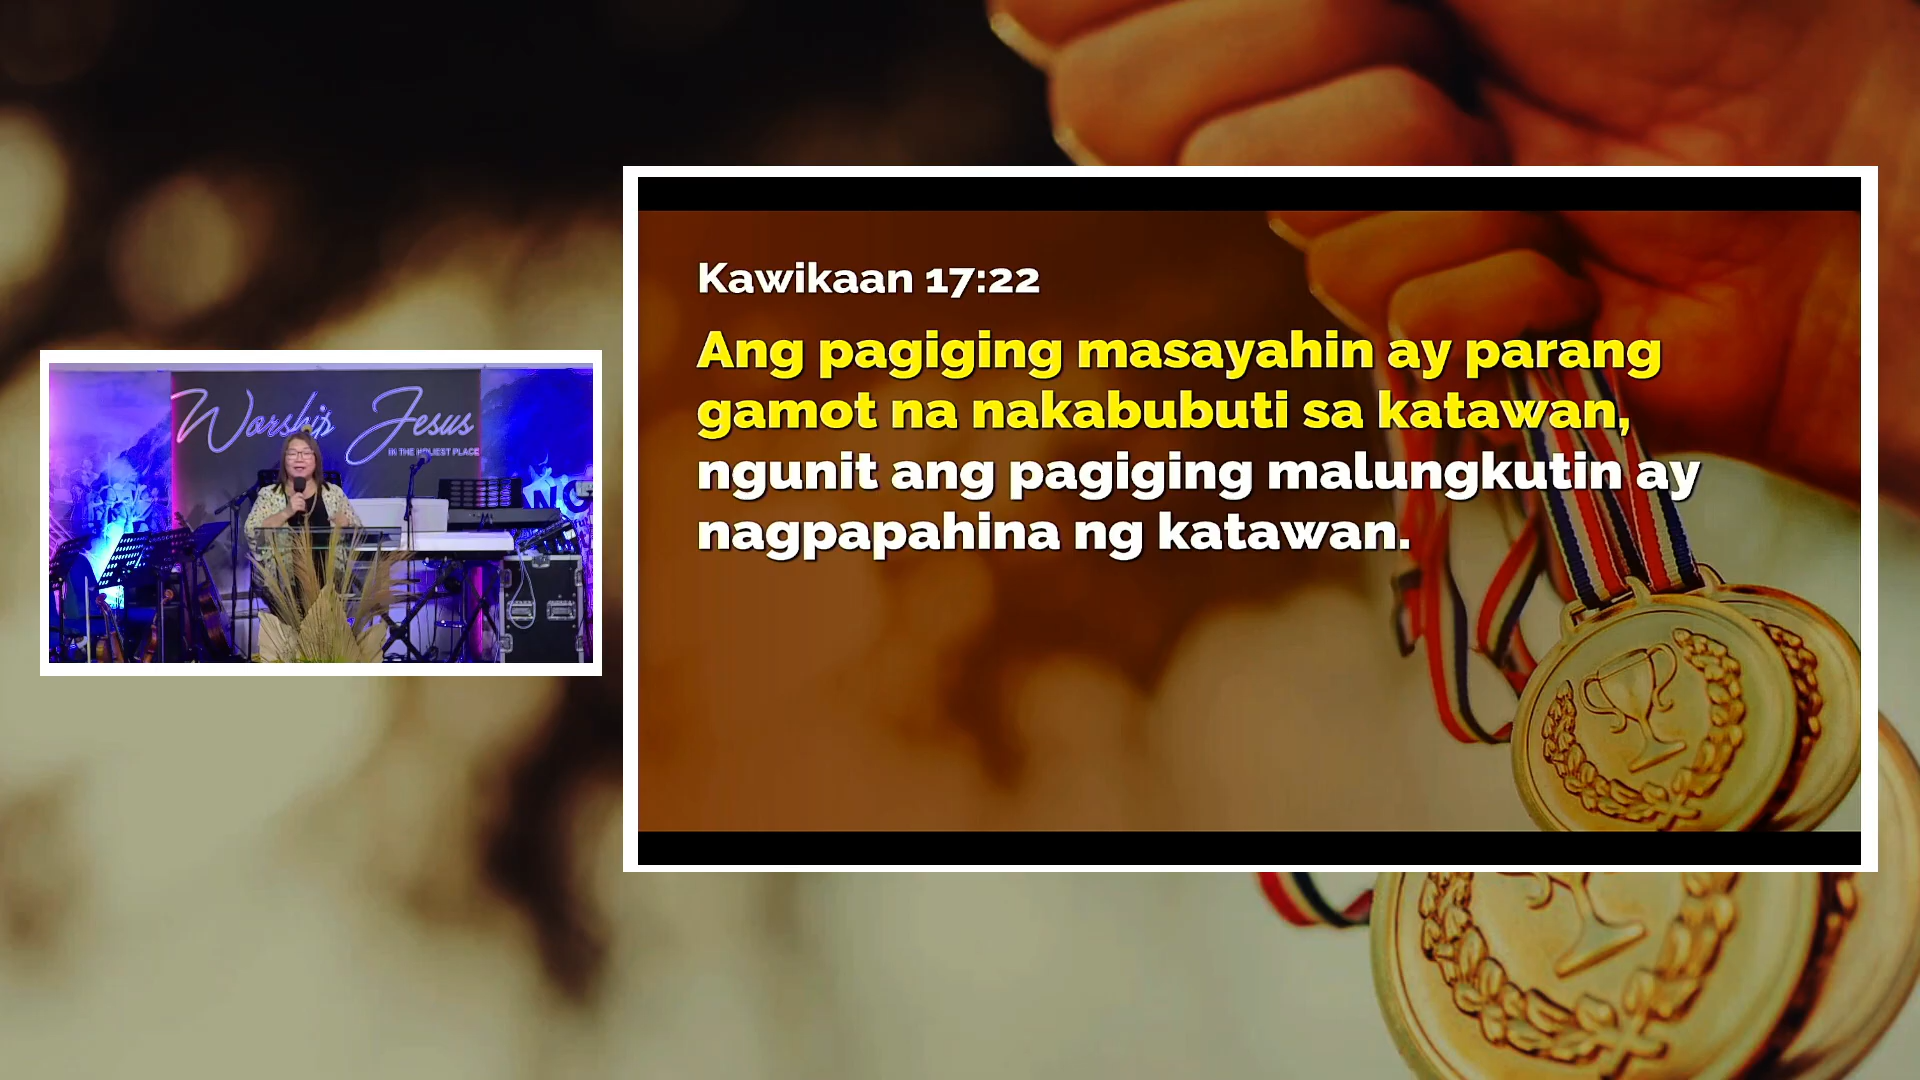 Worship Jesus
IN THE HOLIEST PLACE
NG
Kawikaan 17:22
Ang pagiging masayahin ay parang
gamot na nakabubuti sa katawan,
ngunit ang pagiging malungkutin ay
nagpapahina ng katawan.